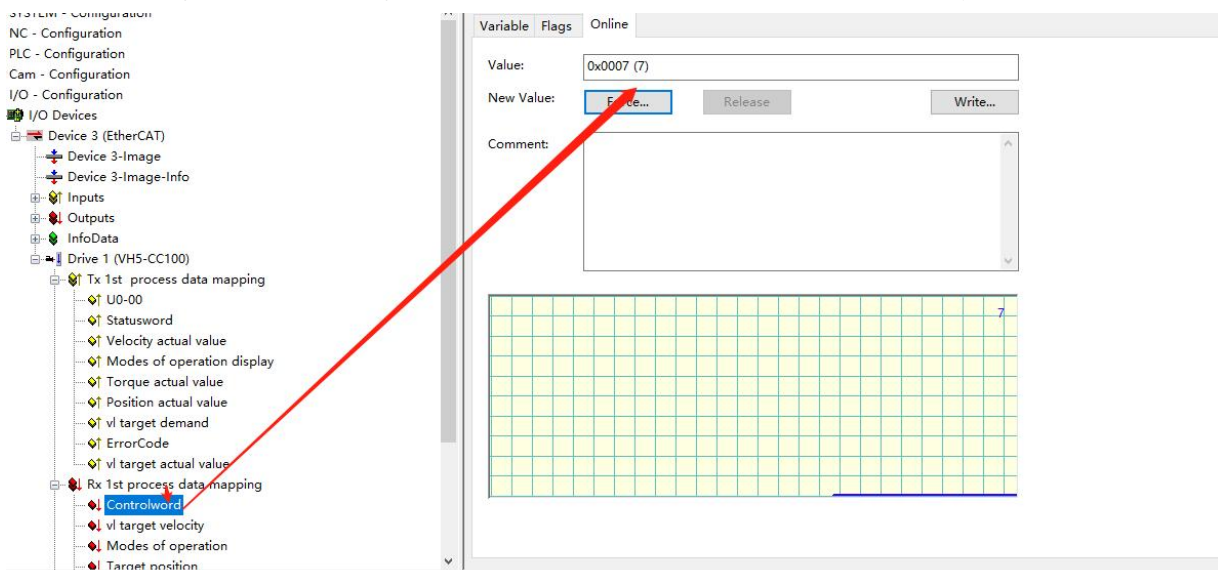 SYSTEM - Configuration
NC - Configuration
PLC - Configuration
Cam - Configuration
I/O - Configuration
I/O Devices
Device 3 (EtherCAT)
Device 3-Image
Device 3-Image-Info
Inputs
Outputs
InfoData
Drive 1 (VH5-CC100)
Tx 1st process data mapping
U0-00
Statusword
Velocity actual value
Modes of operation display
Torque actual value
Position actual value
vl target demand
ErrorCode
vl target actual value
Rx 1st process data mapping
Controlword
vl target velocity
Modes of operation
Target position
Variable Flags Online
Value: 0x0007 (7)
New Value: Force... Release Write...
Comment:
7